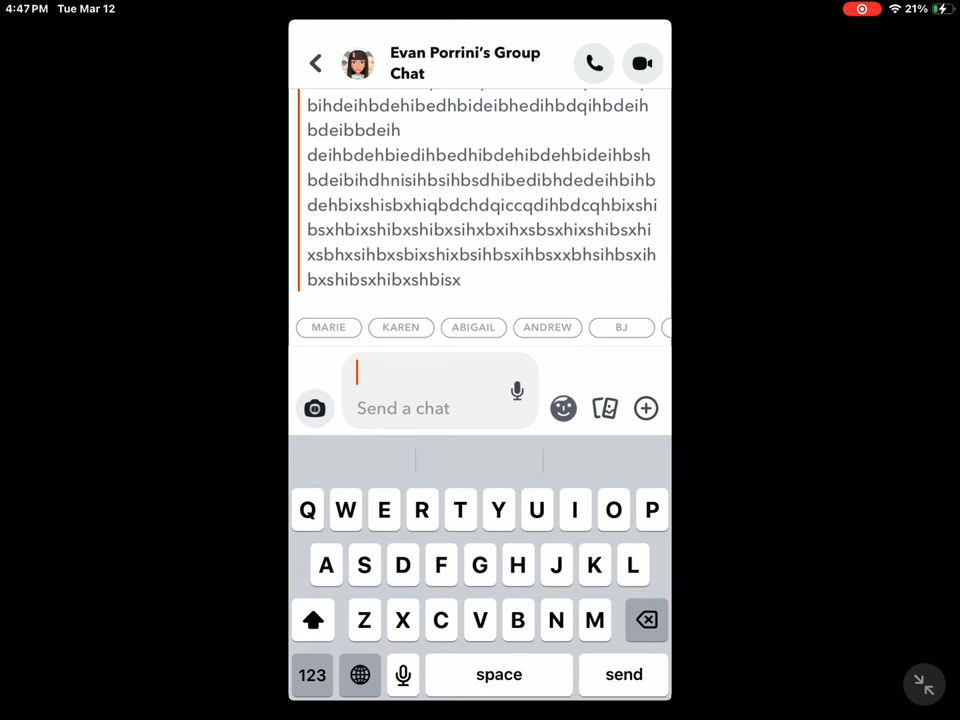 4:47 PM Tue Mar 12
21%
Evan Porrini's Group
Chat
bihdeihbdehibedhbideibhedihbdqihbdeih
bdeibbdeih
deihbdehbiedihbedhibdehibdehbideihbsh
bdeibihdhnisihbsihbsdhibedibhdedeihbihb
dehbixshisbxhiqbdchdqiccqdihbdcqhbixshi
bsxhbixshibxshibxsihxbxihxsbsxhixshibsxhi
xsbhxsihbxsbixshixbsihbsxihbsxxbhsihbsxih
bxshibsxhibxshbisx
MARIE KAREN ABIGAIL ANDREW BJ
Send a chat
Q W E R T Y U I O P
A S D F G H J K L
Z X C V B N M
123 space send